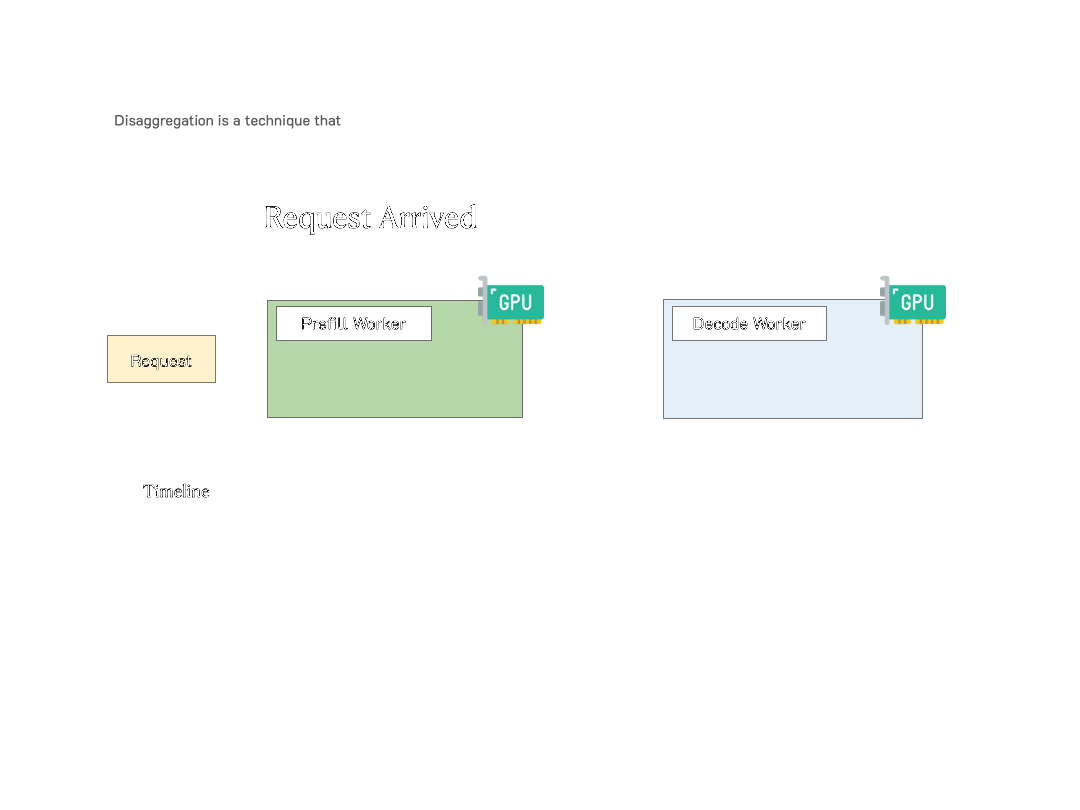 Disaggregation is a technique that
Request Arrived
GPU
GPU
Prefill Worker
Decode Worker
Request
Timeline